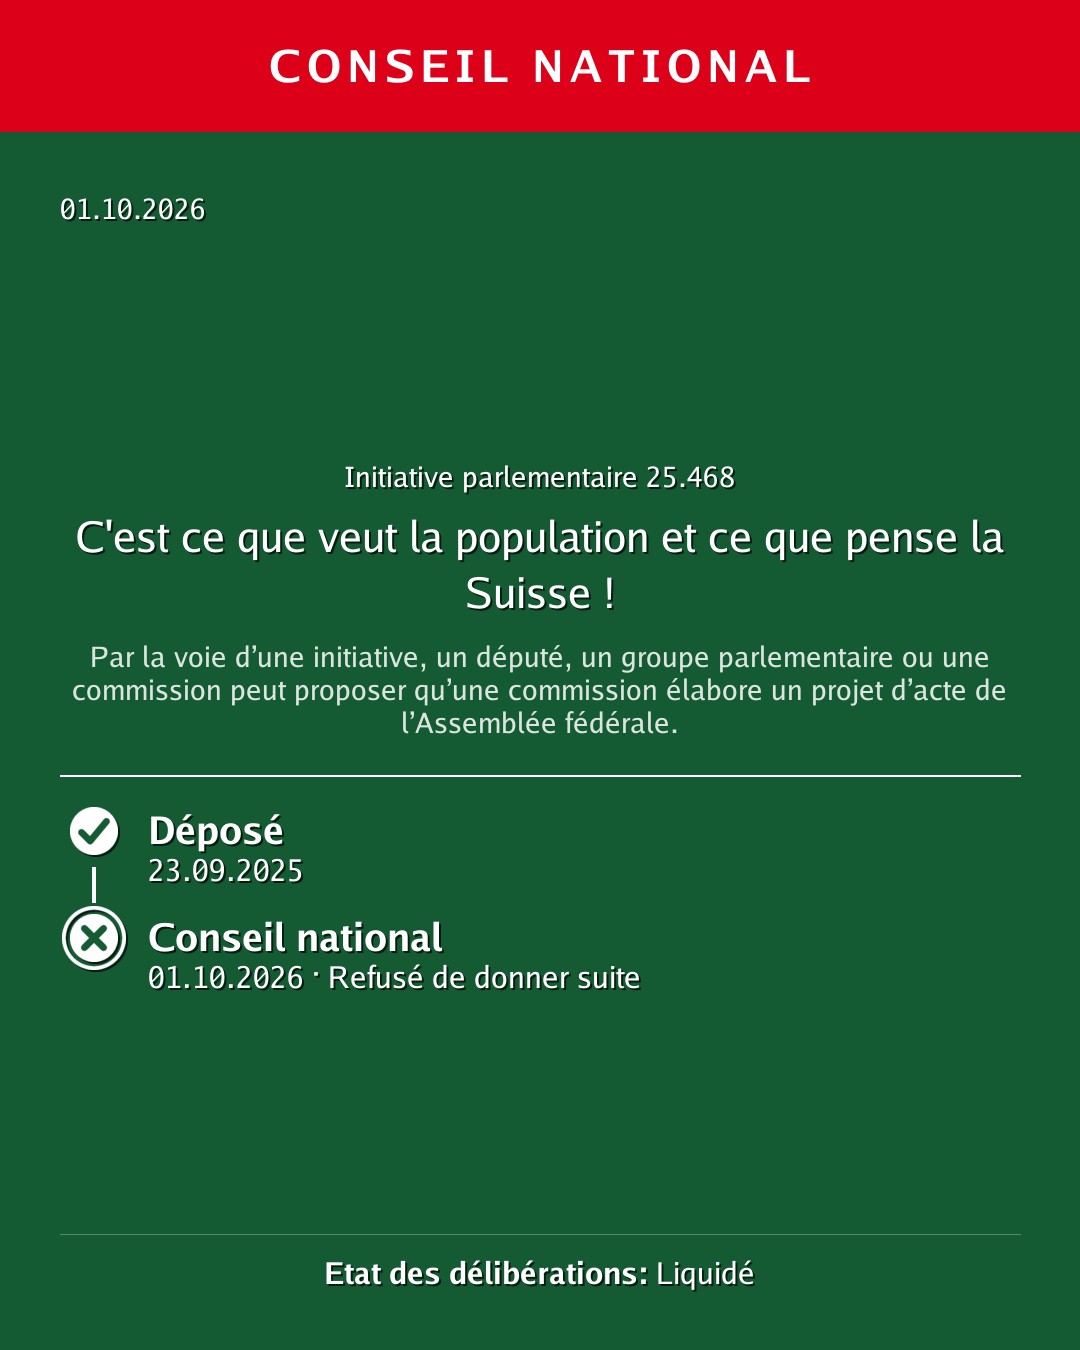 CONSEIL NATIONAL
01.10.2026
Initiative parlementaire 25.468
C'est ce que veut la population et ce que pense la
Suisse !
Par la voie d’une initiative, un député, un groupe parlementaire ou une
commission peut proposer qu’une commission élabore un projet d’acte de
l’Assemblée fédérale.
Déposé
23.09.2025
Conseil national
01.10.2026 · Refusé de donner suite
Etat des délibérations: Liquidé